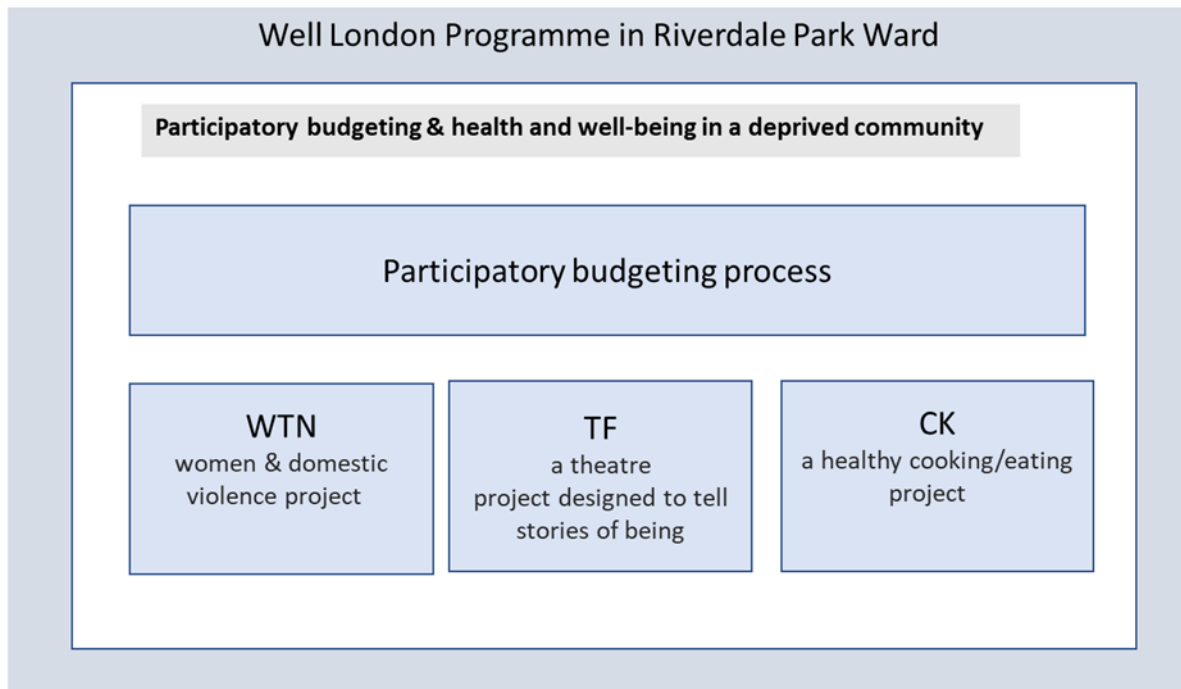 Well London Programme in Riverdale Park Ward
Participatory budgeting & health and well-being in a deprived community
Participatory budgeting process
WTN
women & domestic
violence project
TF
a theatre
project designed to tell
stories of being
CK
a healthy cooking/eating
project